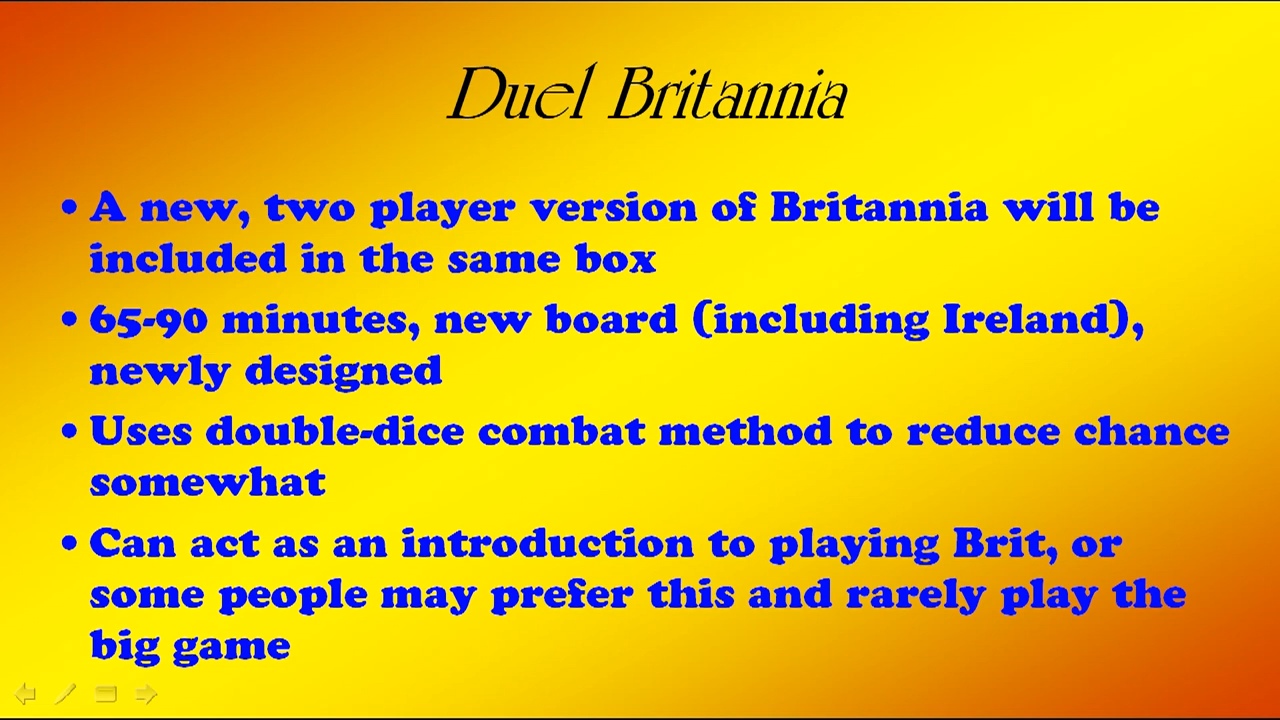 Duel Britannia
• A new, two player version of Britannia will be
included in the same box
• 65-90 minutes, new board (including Ireland),
newly designed
• Uses double-dice combat method to reduce chance
somewhat
• Can act as an introduction to playing Brit, or
some people may prefer this and rarely play the
big game